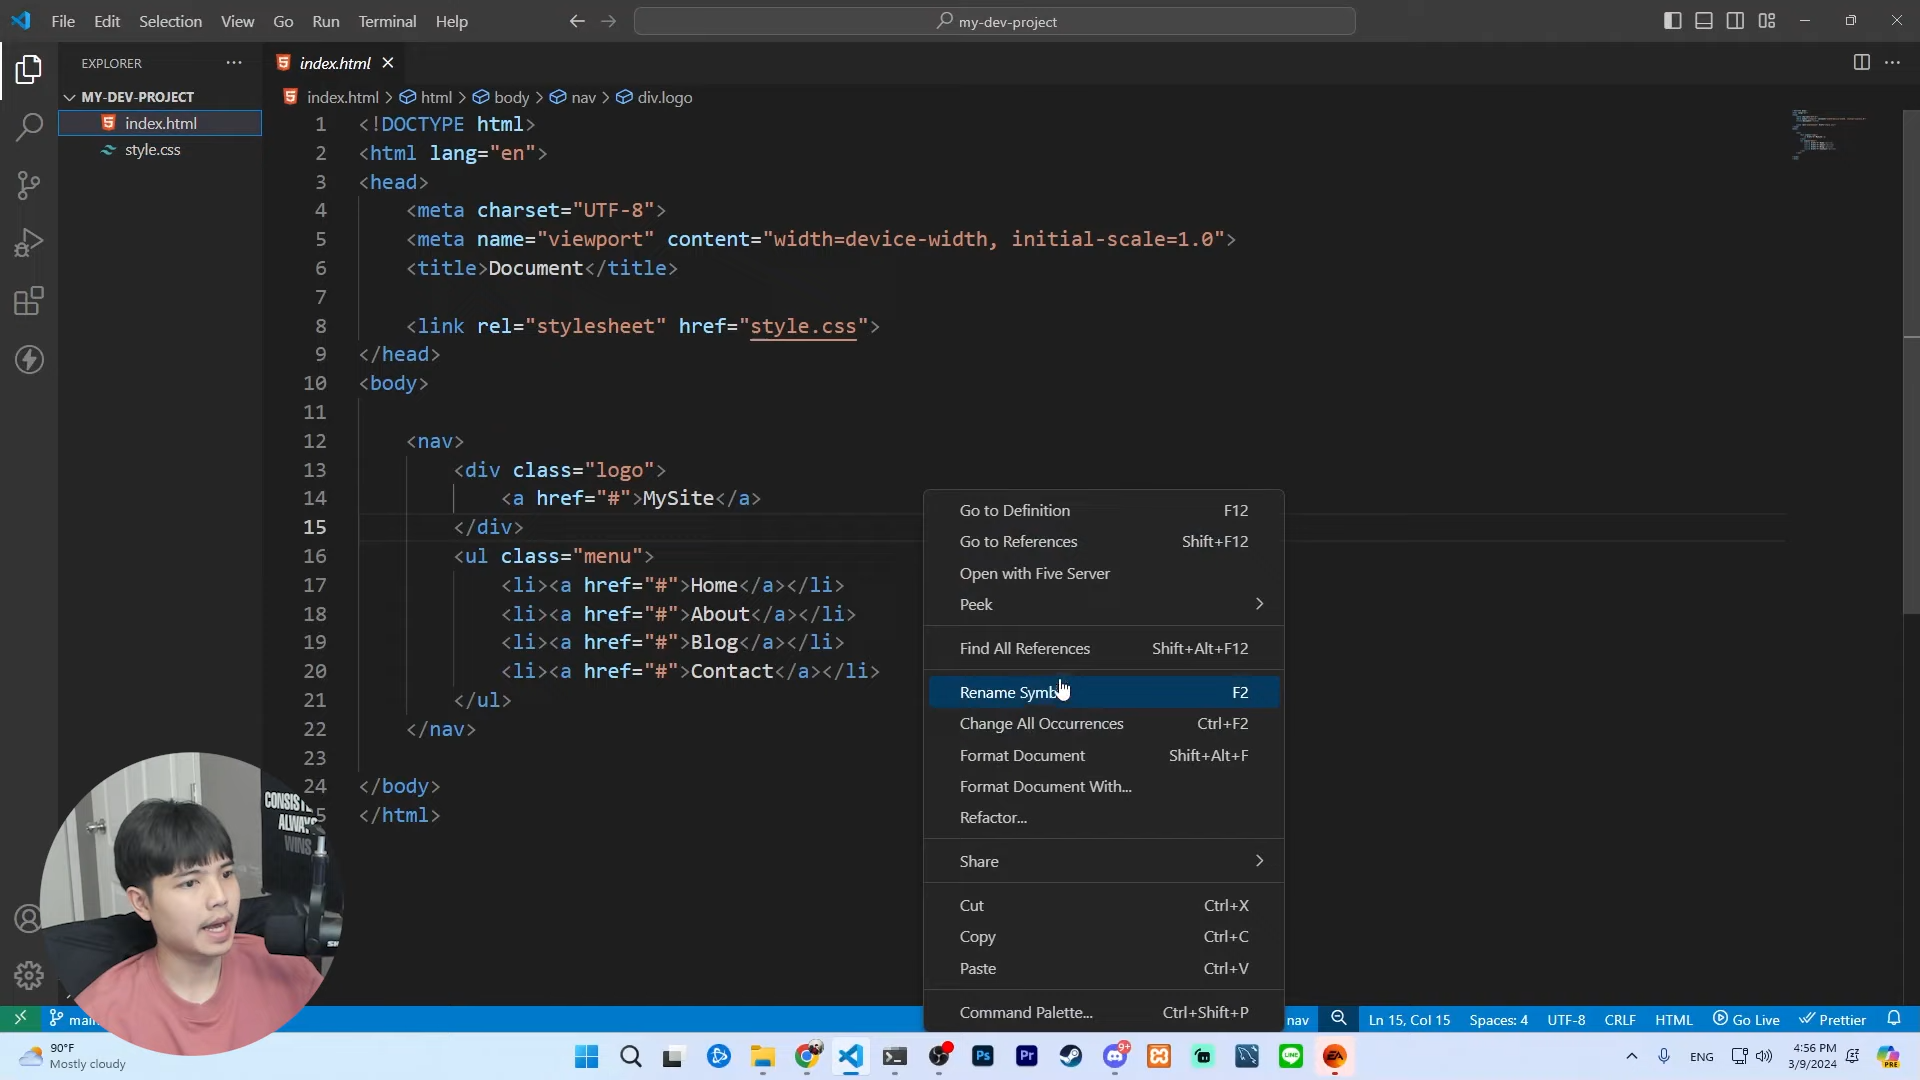 File Edit Selection View Go Run Terminal Help
my-dev-project
EXPLORER
index.html
MY-DEV-PROJECT
index.html
style.css
index.html > html > body > nav > div.logo
1 <!DOCTYPE html>
2 <html lang="en">
3 <head>
4 <meta charset="UTF-8">
5 <meta name="viewport" content="width=device-width, initial-scale=1.0">
6 <title>Document</title>
7
8 <link rel="stylesheet" href="style.css">
9 </head>
10 <body>
11
12 <nav>
13 <div class="logo">
14 <a href="#">MySite</a>
15 </div>
16 <ul class="menu">
17 <li><a href="#">Home</a></li>
18 <li><a href="#">About</a></li>
19 <li><a href="#">Blog</a></li>
20 <li><a href="#">Contact</a></li>
21 </ul>
22 </nav>
23
24 </body>
5 </html>
Go to Definition F12
Go to References Shift+F12
Open with Five Server
Peek
Find All References Shift+Alt+F12
Rename Symb F2
Change All Occurrences Ctrl+F2
Format Document Shift+Alt+F
Format Document With...
Refactor...
Share
Cut Ctrl+X
Copy Ctrl+C
Paste Ctrl+V
Command Palette... Ctrl+Shift+P
ALWAYS
WINS
nav Ln 15, Col 15 Spaces: 4 UTF-8 CRLF HTML Go Live Prettier
90°F
Mostly cloudy
Ps
Pr
9+
LINE
EA
ENG
4:56 PM
3/9/2024
PRE